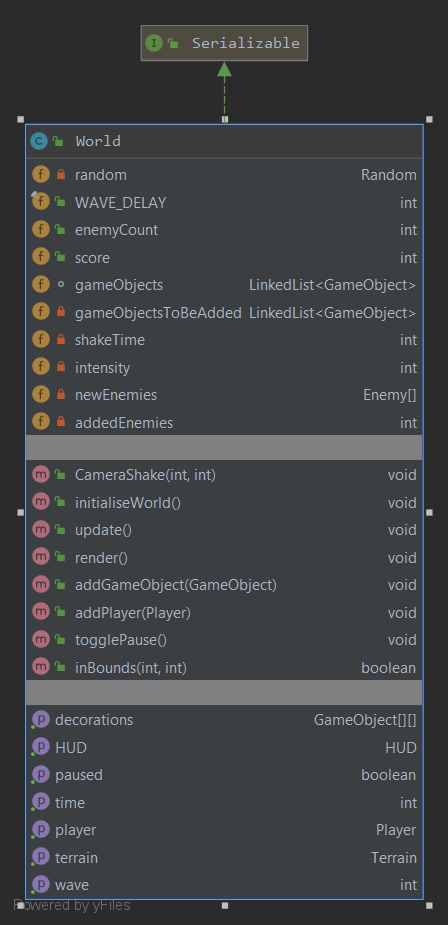 I Serializable
C World
f random Random
f WAVE_DELAY int
f enemyCount int
f score int
f gameObjects LinkedList<GameObject>
f gameObjectsToBeAdded LinkedList<GameObject>
f shakeTime int
f intensity int
f newEnemies Enemy[]
f addedEnemies int
m CameraShake(int, int) void
m initialiseWorld() void
m update() void
m render() void
m addGameObject(GameObject) void
m addPlayer(Player) void
m togglePause() void
m inBounds(int, int) boolean
p decorations GameObject[][]
p HUD HUD
p paused boolean
p time int
p player Player
p terrain Terrain
p wave int
Powered by yFiles